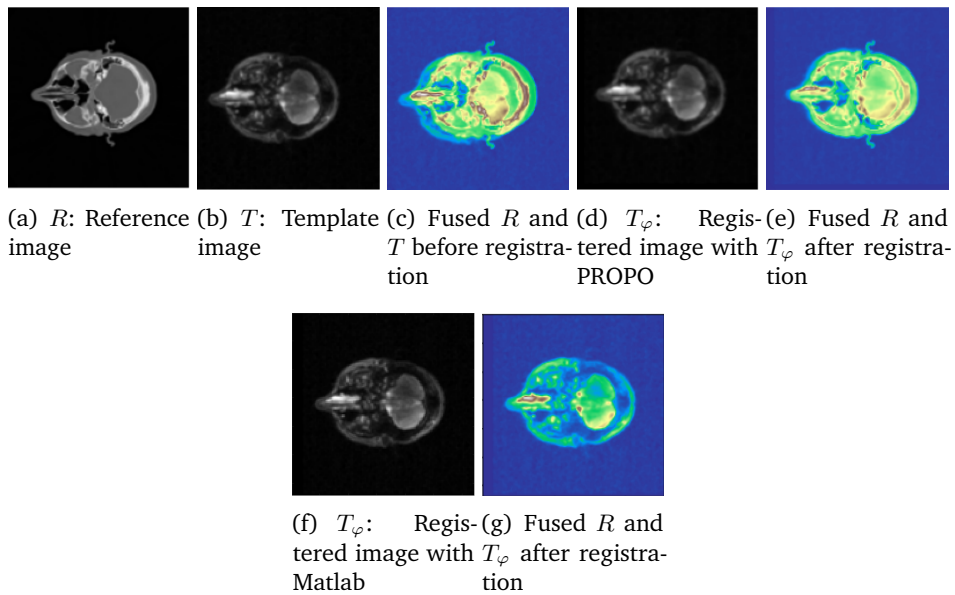 (a) R: Reference image
(b) T: Template image
(c) Fused R and T before registra-
tion
(d) Tφ: Regis-
tered image with PROPO
(e) Fused R and Tφ after registra-
tion
(f) Tφ: Regis-
tered image with Matlab
(g) Fused R and Tφ after registra-
tion